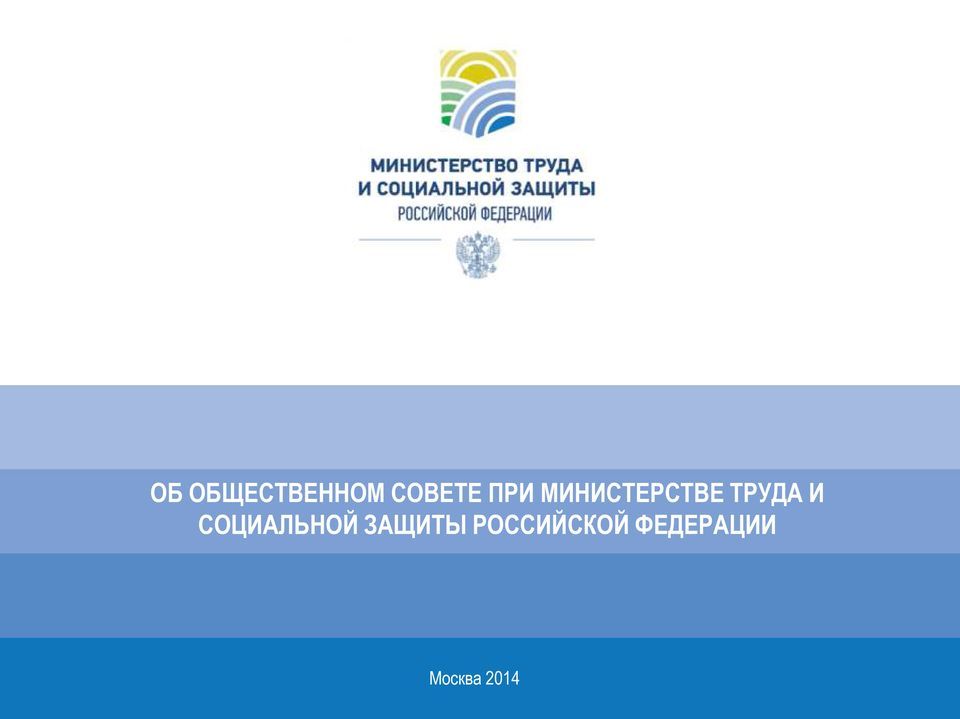 МИНИСТЕРСТВО ТРУДА
И СОЦИАЛЬНОЙ ЗАЩИТЫ
РОССИЙСКОЙ ФЕДЕРАЦИИ
ОБ ОБЩЕСТВЕННОМ СОВЕТЕ ПРИ МИНИСТЕРСТВЕ ТРУДА И
СОЦИАЛЬНОЙ ЗАЩИТЫ РОССИЙСКОЙ ФЕДЕРАЦИИ
Москва 2014